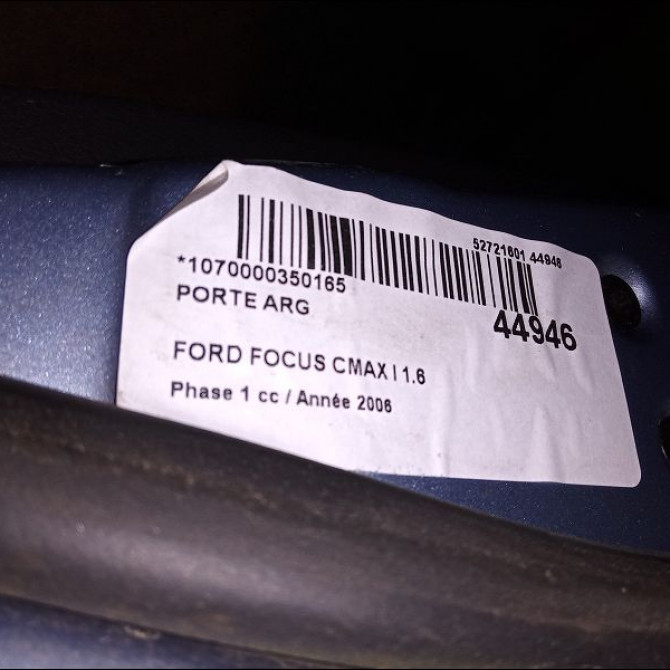 52721601 44946
*1070000350165
PORTE ARG
44946
FORD FOCUS CMAX I 1.6
Phase 1 cc / Année 2006